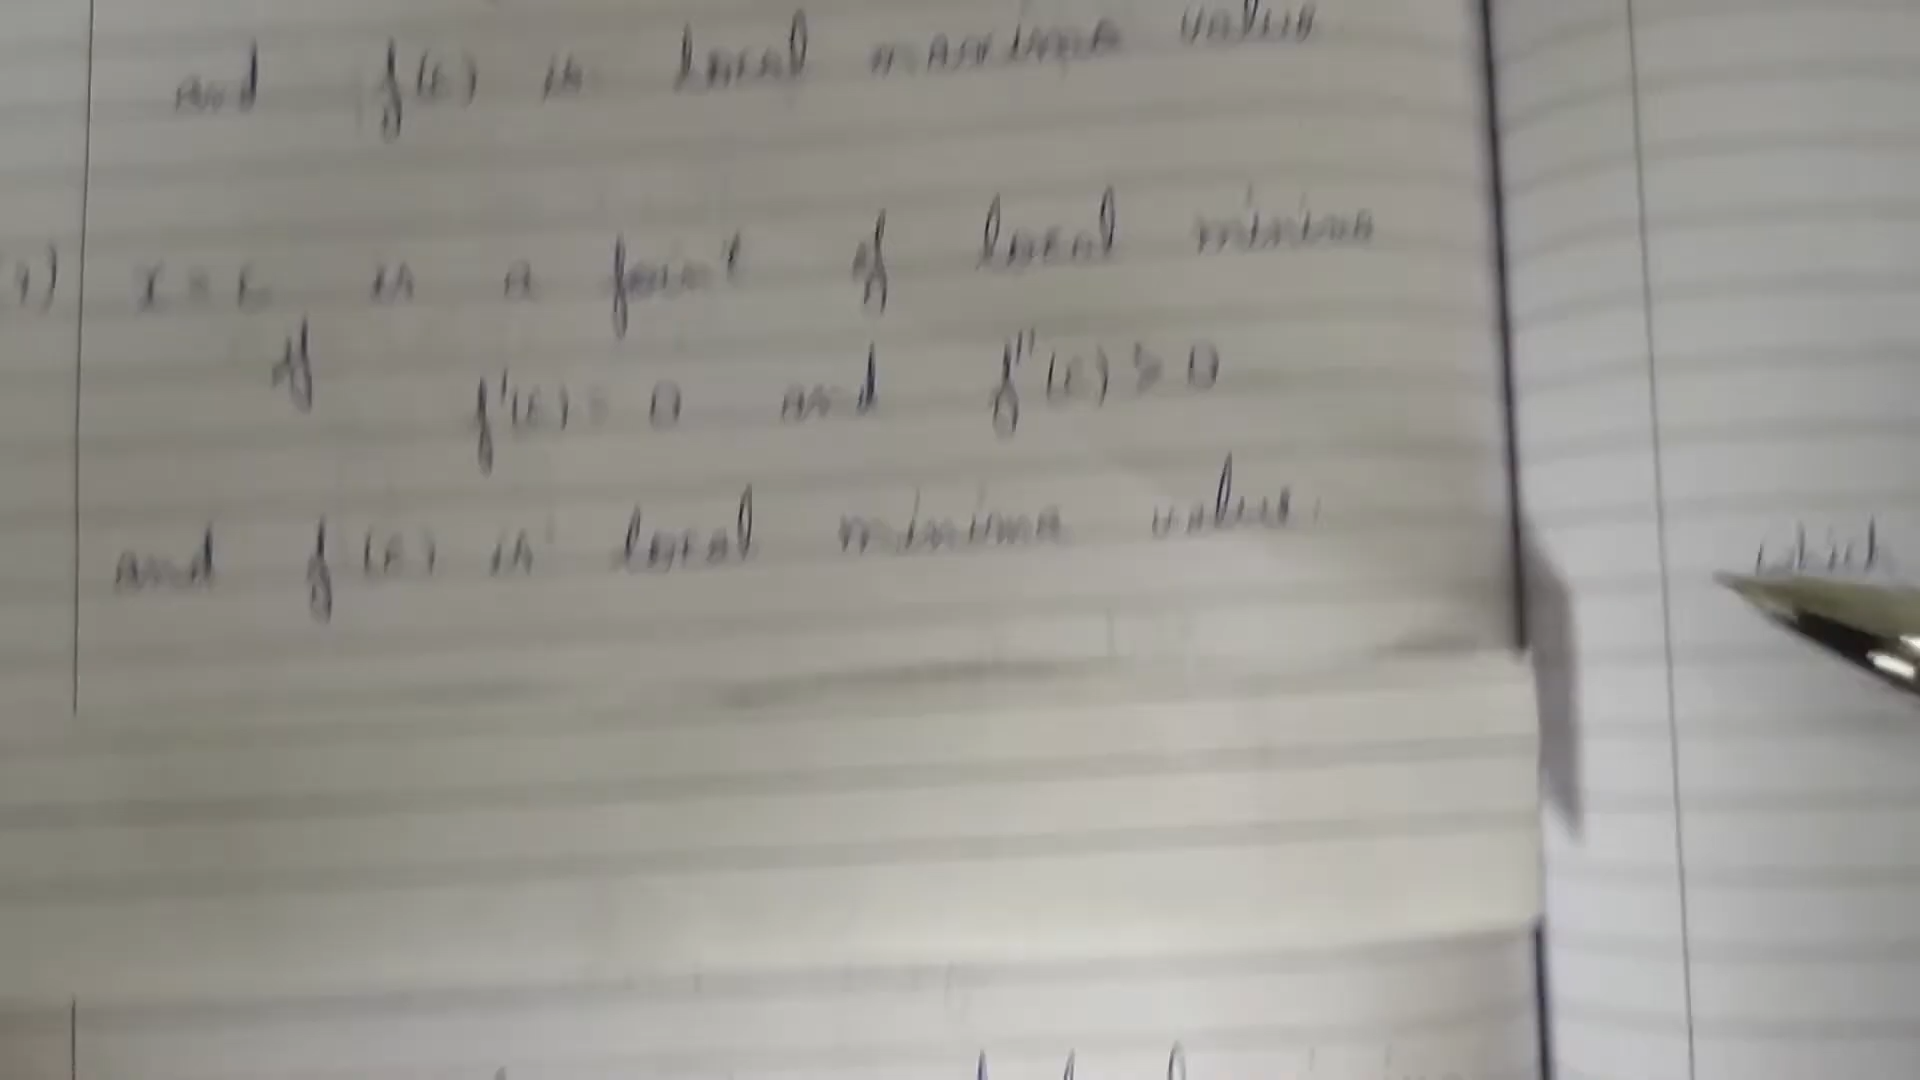 and f(c) is local maxima value
x = c is a point of local minima
if
f'(c) = 0 and f''(c) > 0
and f(c) is local minima value.
which